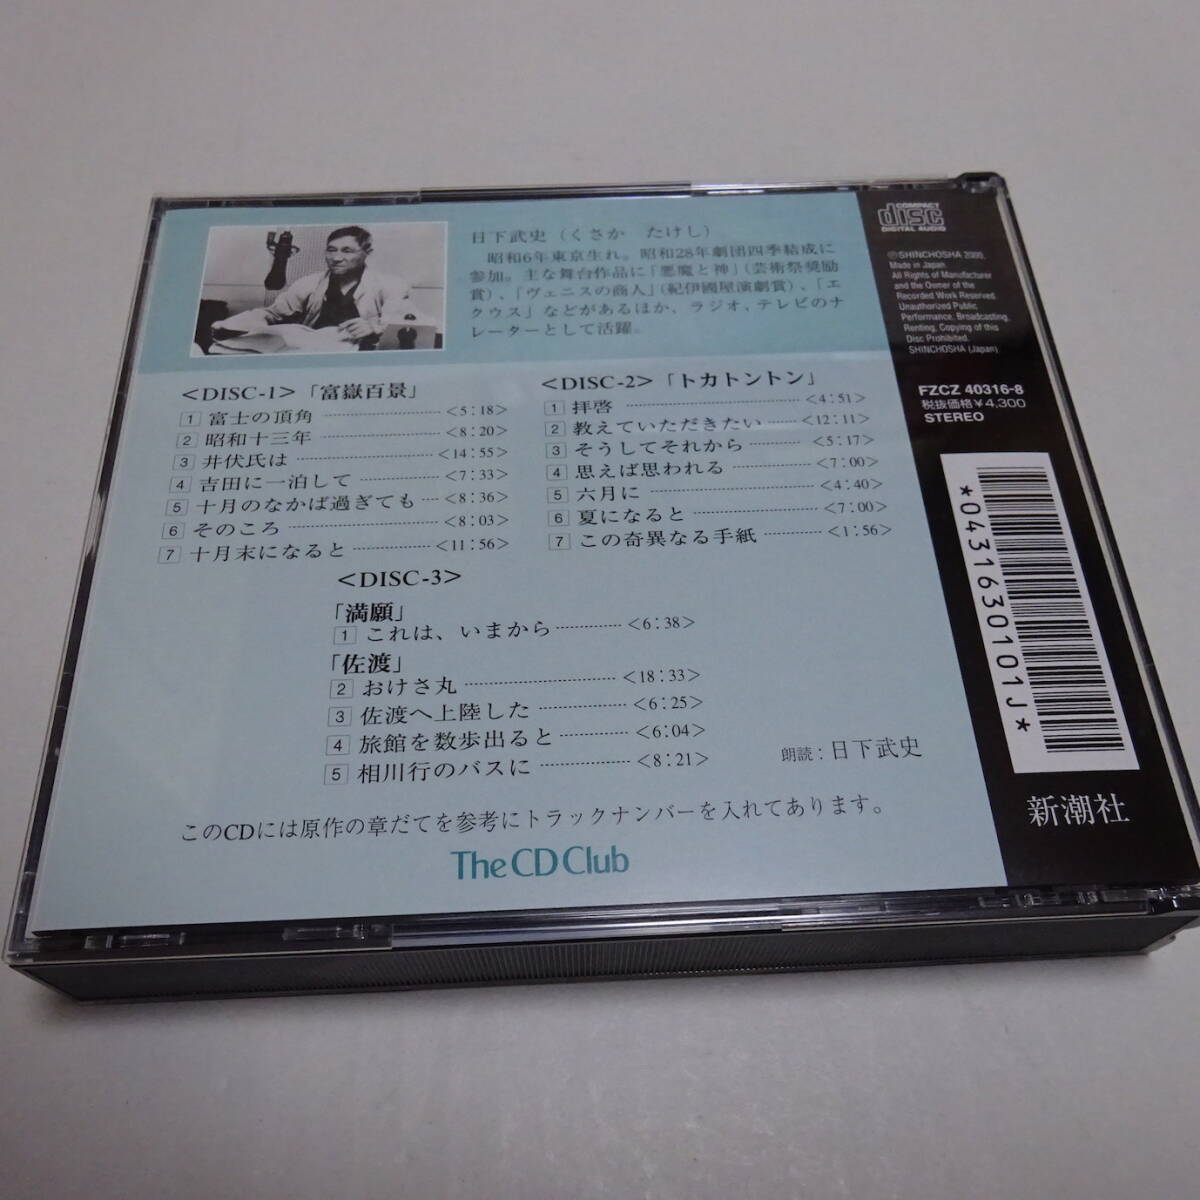 日下武史（くさか　たけし）
昭和6年東京生れ。昭和28年劇団四季結成に
参加。主な舞台作品に「悪魔と神」（芸術祭奨励
賞）、「ヴェニスの商人」（紀伊國屋演劇賞）、「エ
クウス」などがあるほか、ラジオ、テレビのナ
レーターとして活躍。
<DISC-1>「富嶽百景」
1 富士の頂角 <5:18>
2 昭和十三年 <8:20>
3 井伏氏は <14:55>
4 吉田に一泊して <7:33>
5 十月のなかば過ぎても <8:36>
6 そのころ <8:03>
7 十月末になると <11:56>
<DISC-2>「トカトントン」
1 拝啓 <4:51>
2 教えていただきたい <12:11>
3 そうしてそれから <5:17>
4 思えば思われる <7:00>
5 六月に <4:40>
6 夏になると <7:00>
7 この奇異なる手紙 <1:56>
<DISC-3>
「満願」
1 これは、いまから <6:38>
「佐渡」
2 おけさ丸 <18:33>
3 佐渡へ上陸した <6:25>
4 旅館を数歩出ると <6:04>
5 相川行のバスに <8:21>
朗読：日下武史
このCDには原作の章だてを参考にトラックナンバーを入れてあります。
The CD Club
COMPACT
disc
DIGITAL AUDIO
Ⓟ SHINCHOSHA 2000.
Made in Japan
All Rights of Manufacturer
and the Owner of the
Recorded Work Reserved.
Unauthorized Public
Performance, Broadcasting,
Renting, Copying of this
Disc Prohibited.
SHINCHOSHA (Japan)
FZCZ 40316-8
税抜価格¥4,300
STEREO
*0431630101J*
新潮社